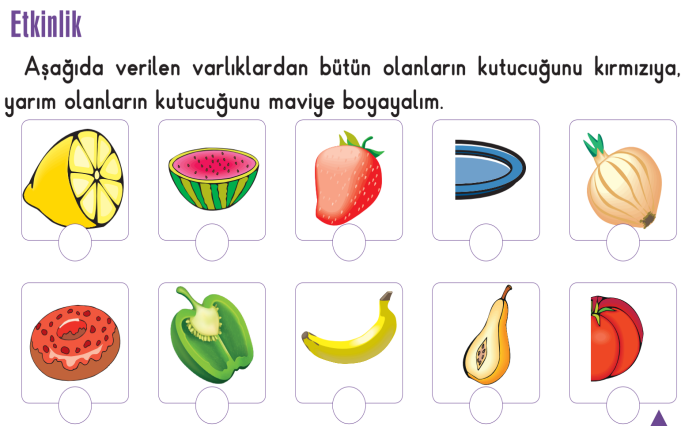 Etkinlik
Aşağıda verilen varlıklardan bütün olanların kutucuğunu kırmızıya,
yarım olanların kutucuğunu maviye boyayalım.